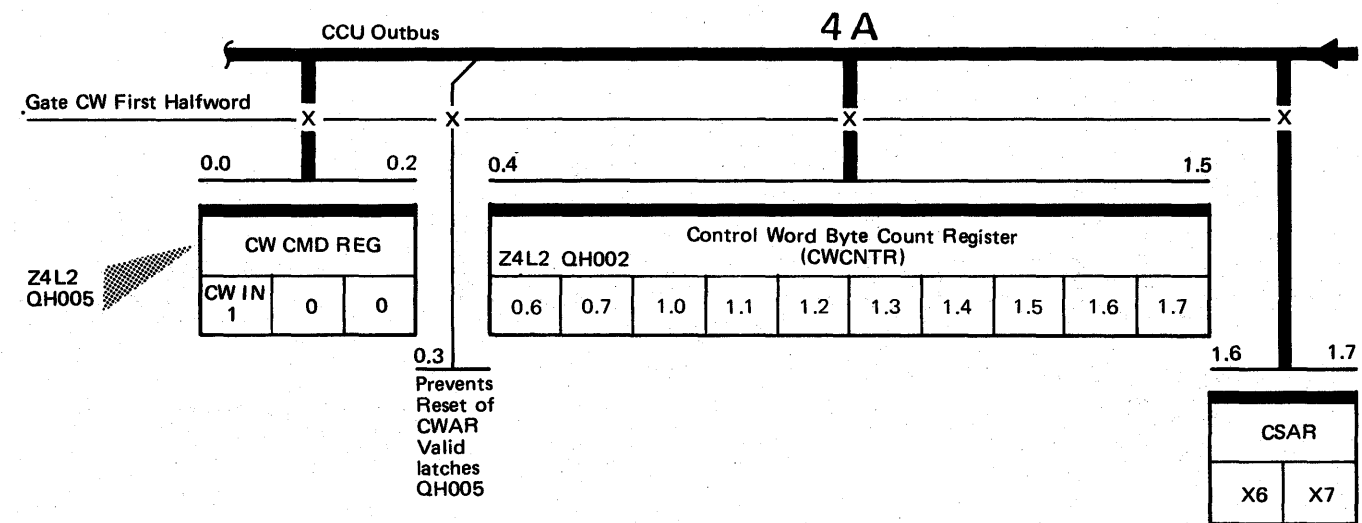 CCU Outbus
4 A
Gate CW First Halfword
X X X X
0.0 0.2 0.4 1.5
CW CMD REG
Control Word Byte Count Register
(CWCNTR)
Z4L2 QH002
Z4L2
QH005
CW IN
1 0 0
0.6 0.7 1.0 1.1 1.2 1.3 1.4 1.5 1.6 1.7
0.3
Prevents
Reset of
CWAR
Valid
latches
QH005
1.6 1.7
CSAR
X6 X7